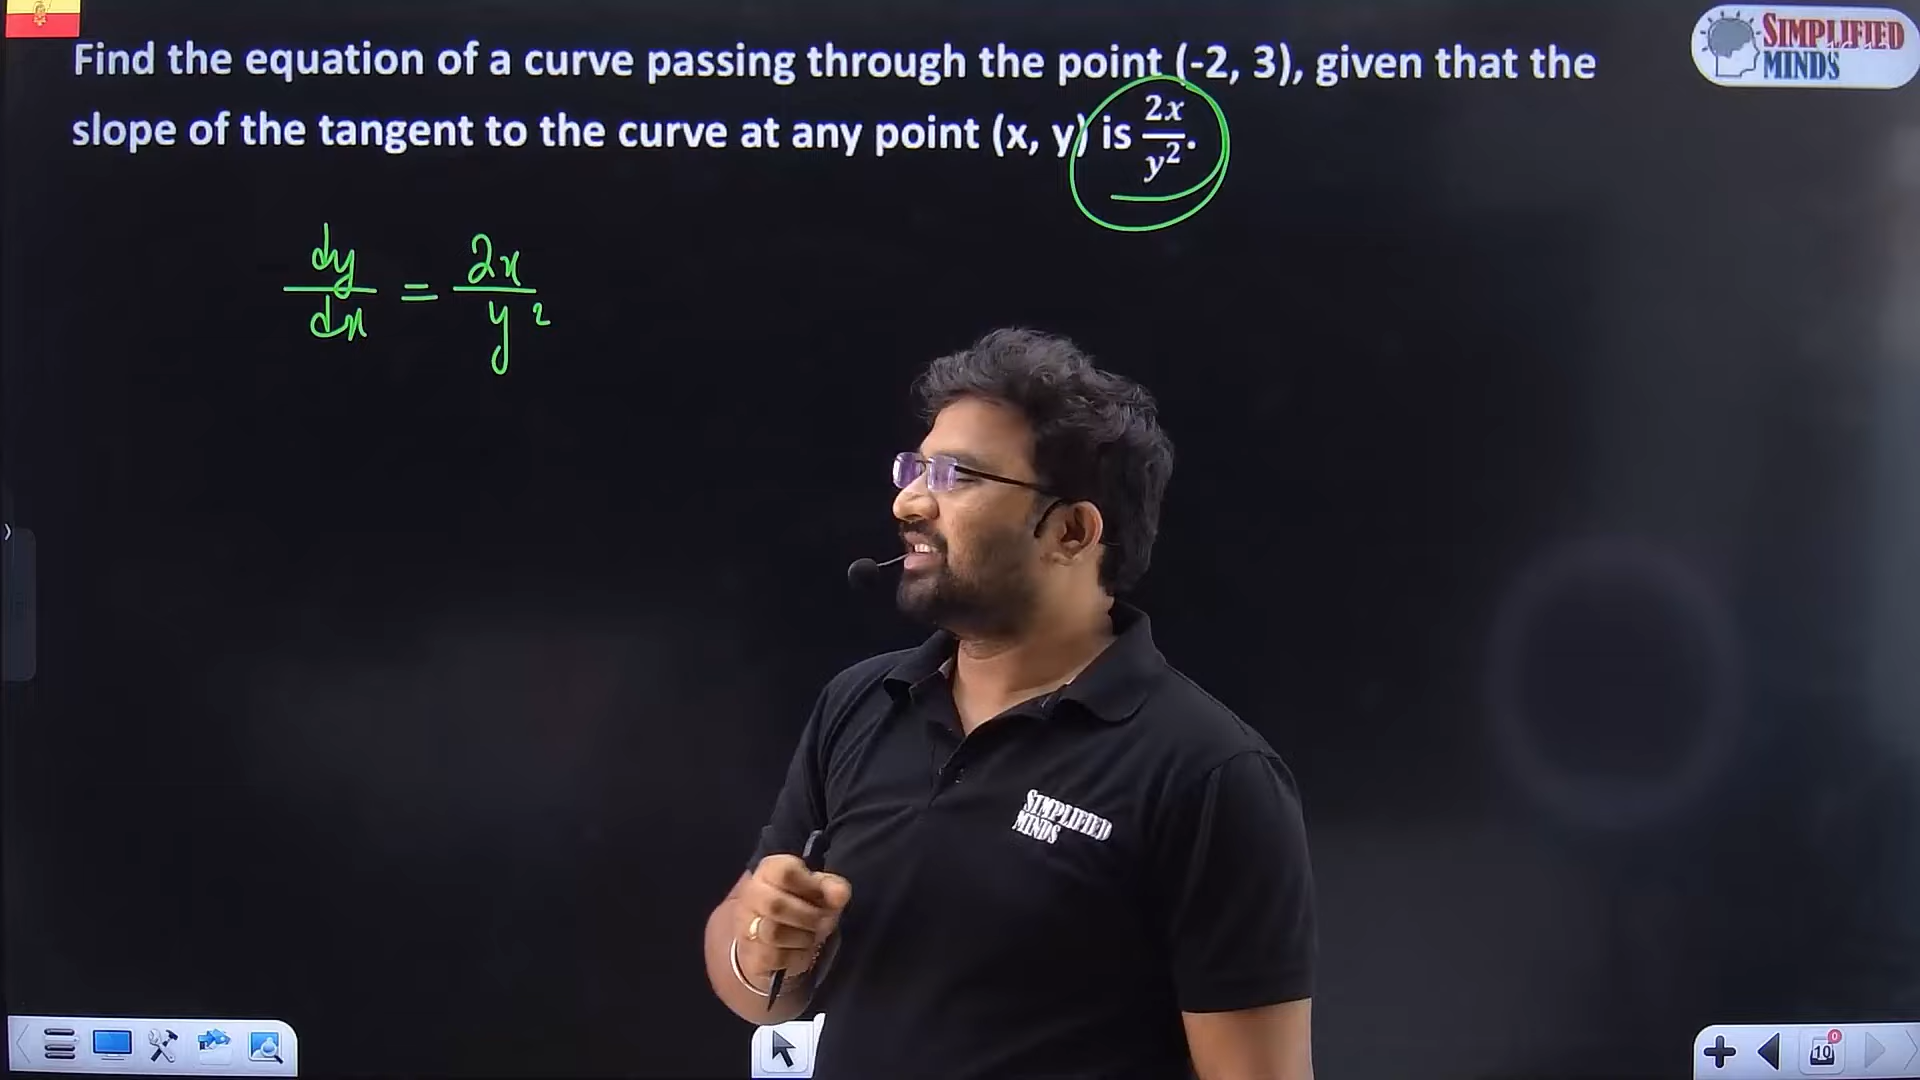 SIMPLIFIED
MINDS
Find the equation of a curve passing through the point (-2, 3), given that the
slope of the tangent to the curve at any point (x, y) is 2x/y².
dy/dx = 2x/y²
SIMPLIFIED
MINDS
10
0